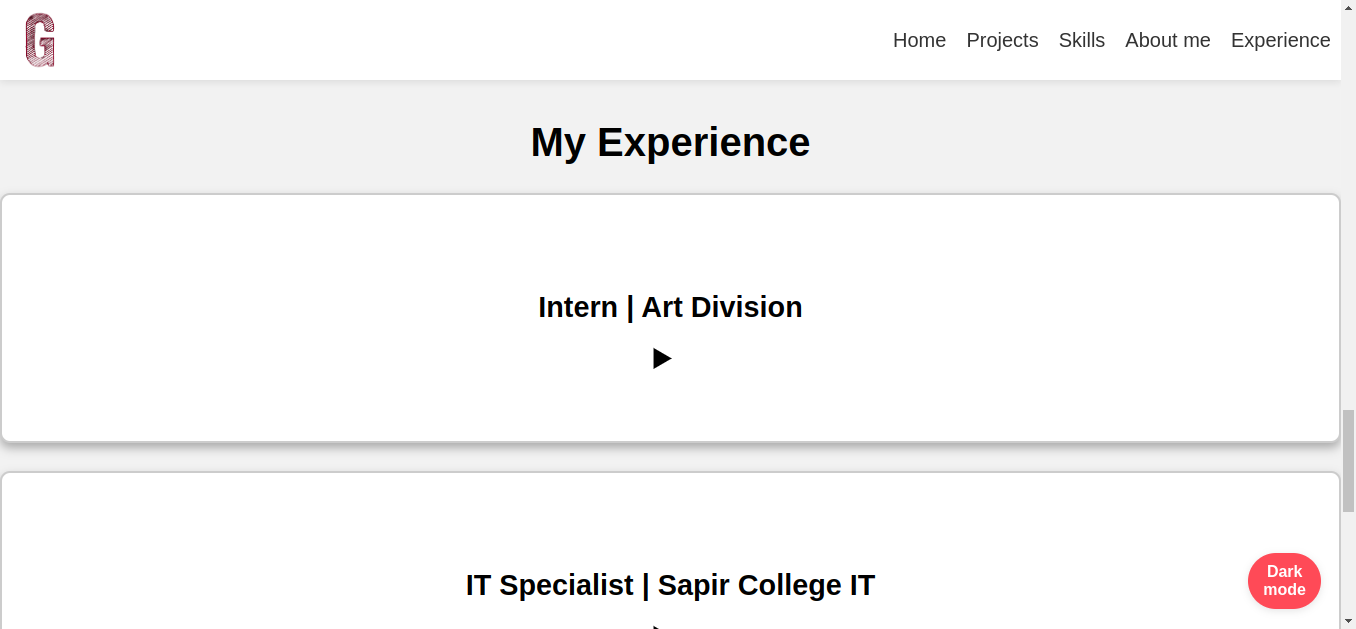 G
Home Projects Skills About me Experience
My Experience
Intern | Art Division
IT Specialist | Sapir College IT
Dark
mode